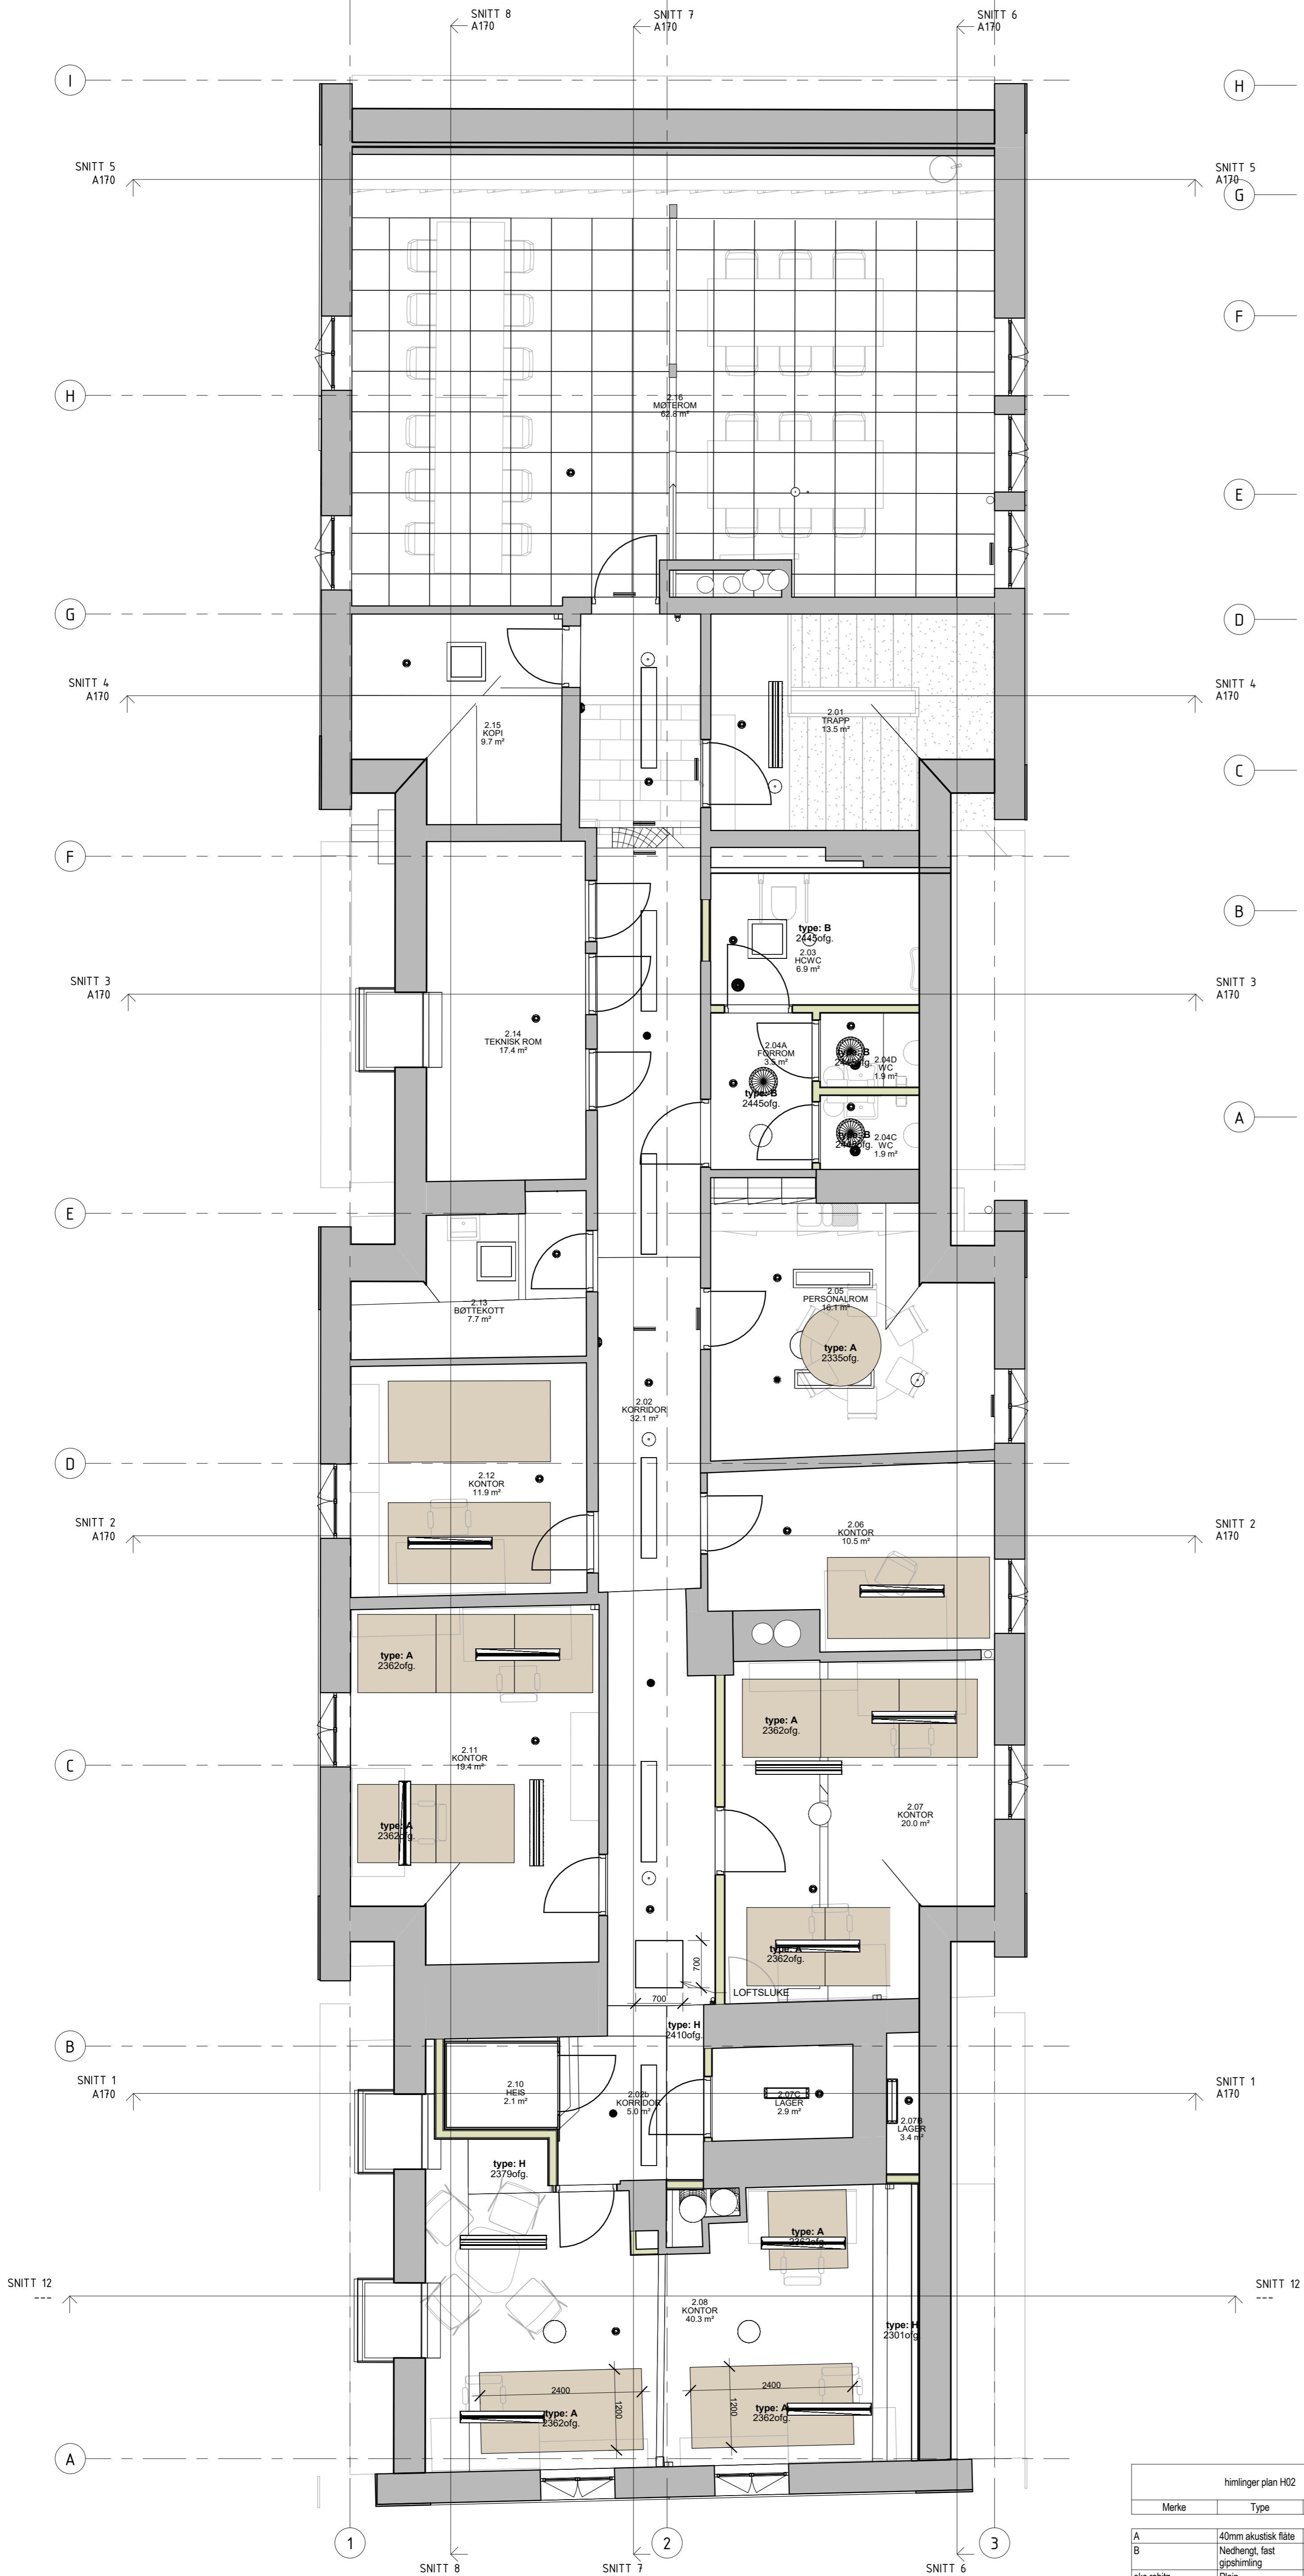 SNITT 8
A170
SNITT 7
A170
SNITT 6
A170
I
H
SNITT 5
A170
SNITT 5
A170
G
F
H
2.16
MØTEROM
62.8 m²
E
G
D
SNITT 4
A170
SNITT 4
A170
2.15
KOPI
9.7 m²
2.01
TRAPP
13.5 m²
C
F
B
type: B
2445ofg.
2.03
HCWC
6.9 m²
SNITT 3
A170
SNITT 3
A170
2.14
TEKNISK ROM
17.4 m²
2.04A
FORROM
3.5 m²
type: B
2445ofg.
type: B
2.04D
WC
1.9 m²
A
type: B
2.04C
WC
1.9 m²
E
2.13
BØTTEKOTT
7.7 m²
2.05
PERSONALROM
16.1 m²
type: A
2335ofg.
2.02
KORRIDOR
32.1 m²
D
2.12
KONTOR
11.9 m²
SNITT 2
A170
2.06
KONTOR
10.5 m²
SNITT 2
A170
type: A
2362ofg.
type: A
2362ofg.
2.11
KONTOR
19.4 m²
C
2.07
KONTOR
20.0 m²
type: A
2362ofg.
type: A
2362ofg.
700
700
LOFTSLUKE
type: H
2410ofg.
B
SNITT 1
A170
2.10
HEIS
2.1 m²
2.02b
KORRIDOR
5.0 m²
2.07C
LAGER
2.9 m²
2.07B
LAGER
3.4 m²
SNITT 1
A170
type: H
2379ofg.
type: A
2362ofg.
SNITT 12
---
2.08
KONTOR
40.3 m²
type: H
2301ofg.
SNITT 12
---
2400
1200
type: A
2362ofg.
2400
1200
type: A
2362ofg.
A
himlinger plan H02
Merke
Type
A
40mm akustisk flåte
B
Nedhengt, fast
gipshimling
1
2
3
SNITT 8
SNITT 7
SNITT 6